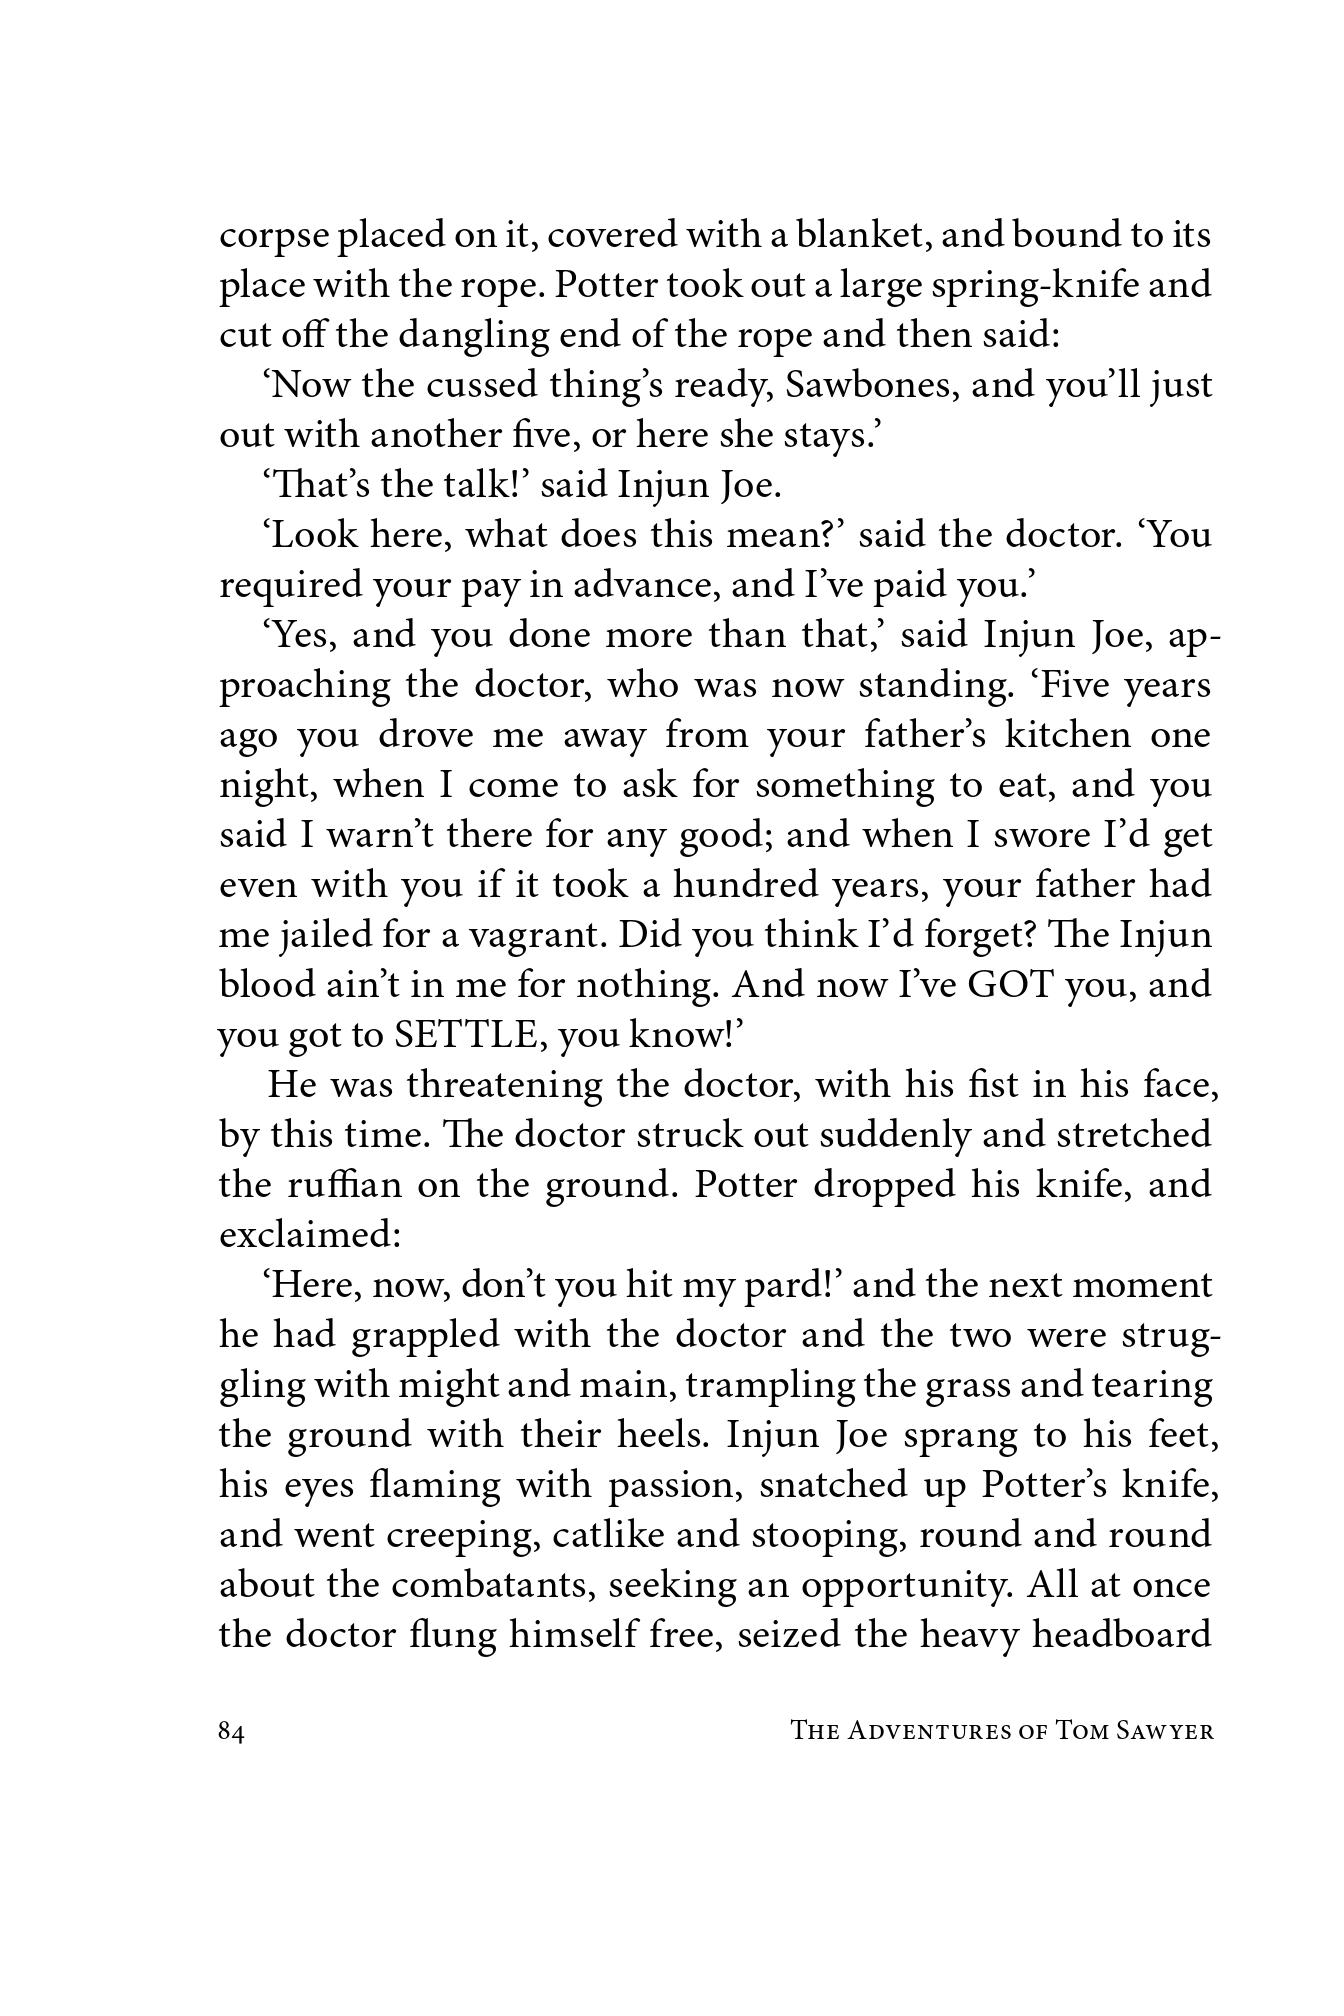 corpse placed on it, covered with a blanket, and bound to its
place with the rope. Potter took out a large spring-knife and
cut off the dangling end of the rope and then said:
‘Now the cussed thing’s ready, Sawbones, and you’ll just
out with another five, or here she stays.’
‘That’s the talk!’ said Injun Joe.
‘Look here, what does this mean?’ said the doctor. ‘You
required your pay in advance, and I’ve paid you.’
‘Yes, and you done more than that,’ said Injun Joe, ap-
proaching the doctor, who was now standing. ‘Five years
ago you drove me away from your father’s kitchen one
night, when I come to ask for something to eat, and you
said I warn’t there for any good; and when I swore I’d get
even with you if it took a hundred years, your father had
me jailed for a vagrant. Did you think I’d forget? The Injun
blood ain’t in me for nothing. And now I’ve GOT you, and
you got to SETTLE, you know!’
He was threatening the doctor, with his fist in his face,
by this time. The doctor struck out suddenly and stretched
the ruffian on the ground. Potter dropped his knife, and
exclaimed:
‘Here, now, don’t you hit my pard!’ and the next moment
he had grappled with the doctor and the two were strug-
gling with might and main, trampling the grass and tearing
the ground with their heels. Injun Joe sprang to his feet,
his eyes flaming with passion, snatched up Potter’s knife,
and went creeping, catlike and stooping, round and round
about the combatants, seeking an opportunity. All at once
the doctor flung himself free, seized the heavy headboard
84 The Adventures of Tom Sawyer